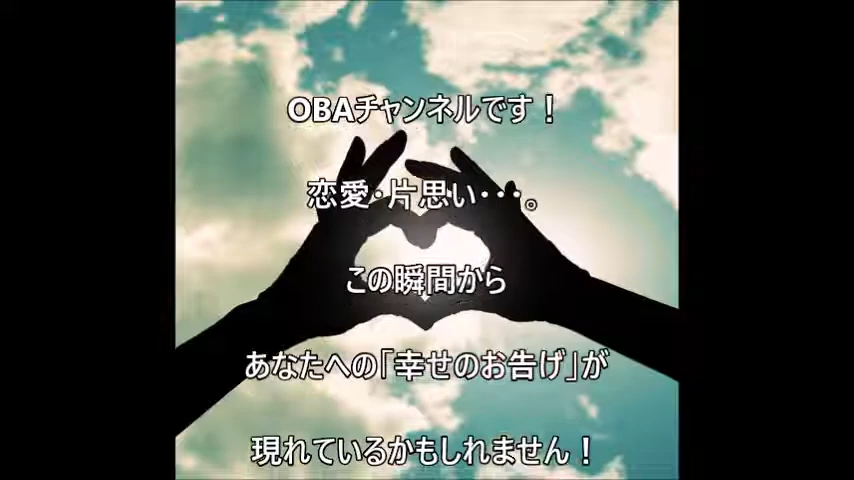 OBAチャンネルです！
恋愛・片思い・・・。
この瞬間から
あなたへの「幸せのお告げ」が
現れているかもしれません！